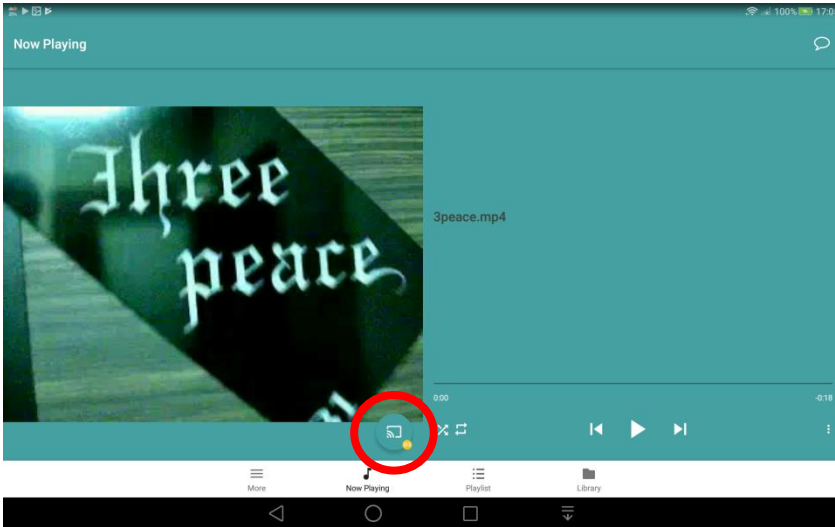 100% 17:0
Now Playing
Three
peace
3peace.mp4
0:00 -0:18
More Now Playing Playlist Library